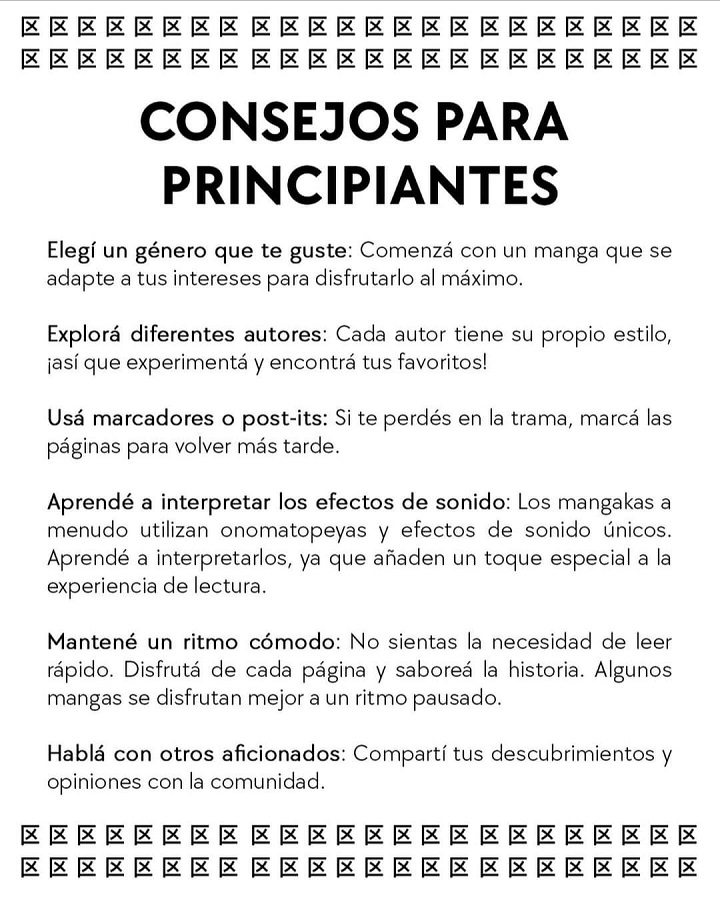 CONSEJOS PARA
PRINCIPIANTES
Elegí un género que te guste: Comenzá con un manga que se
adapte a tus intereses para disfrutarlo al máximo.
Explorá diferentes autores: Cada autor tiene su propio estilo,
¡así que experimentá y encontrá tus favoritos!
Usá marcadores o post-its: Si te perdés en la trama, marcá las
páginas para volver más tarde.
Aprendé a interpretar los efectos de sonido: Los mangakas a
menudo utilizan onomatopeyas y efectos de sonido únicos.
Aprendé a interpretarlos, ya que añaden un toque especial a la
experiencia de lectura.
Mantené un ritmo cómodo: No sientas la necesidad de leer
rápido. Disfrutá de cada página y saboreá la historia. Algunos
mangas se disfrutan mejor a un ritmo pausado.
Hablá con otros aficionados: Compartí tus descubrimientos y
opiniones con la comunidad.